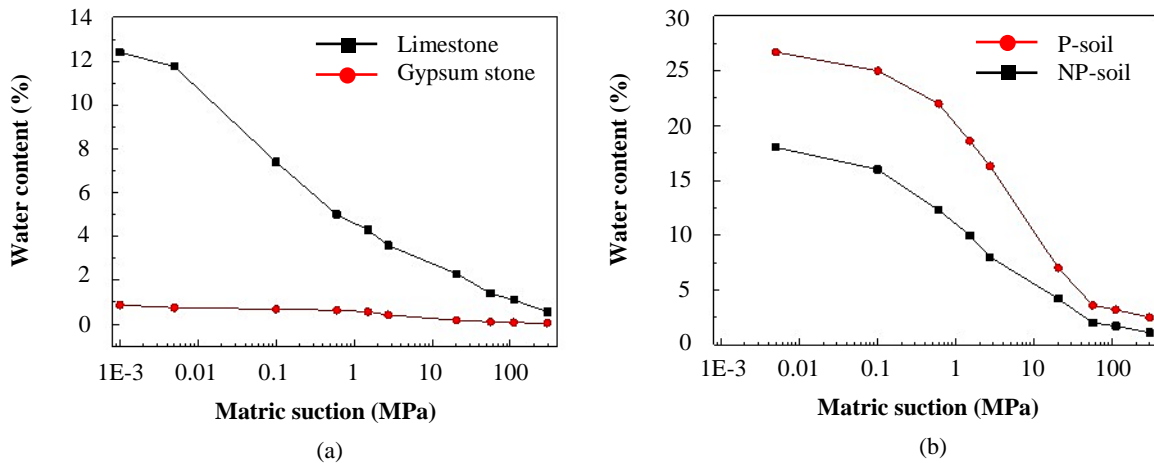 14
12
10
8
6
4
2
0
Water content (%)
Limestone
Gypsum stone
1E-3 0.01 0.1 1 10 100
Matric suction (MPa)
(a)
30
25
20
15
10
5
0
Water content (%)
P-soil
NP-soil
1E-3 0.01 0.1 1 10 100
Matric suction (MPa)
(b)